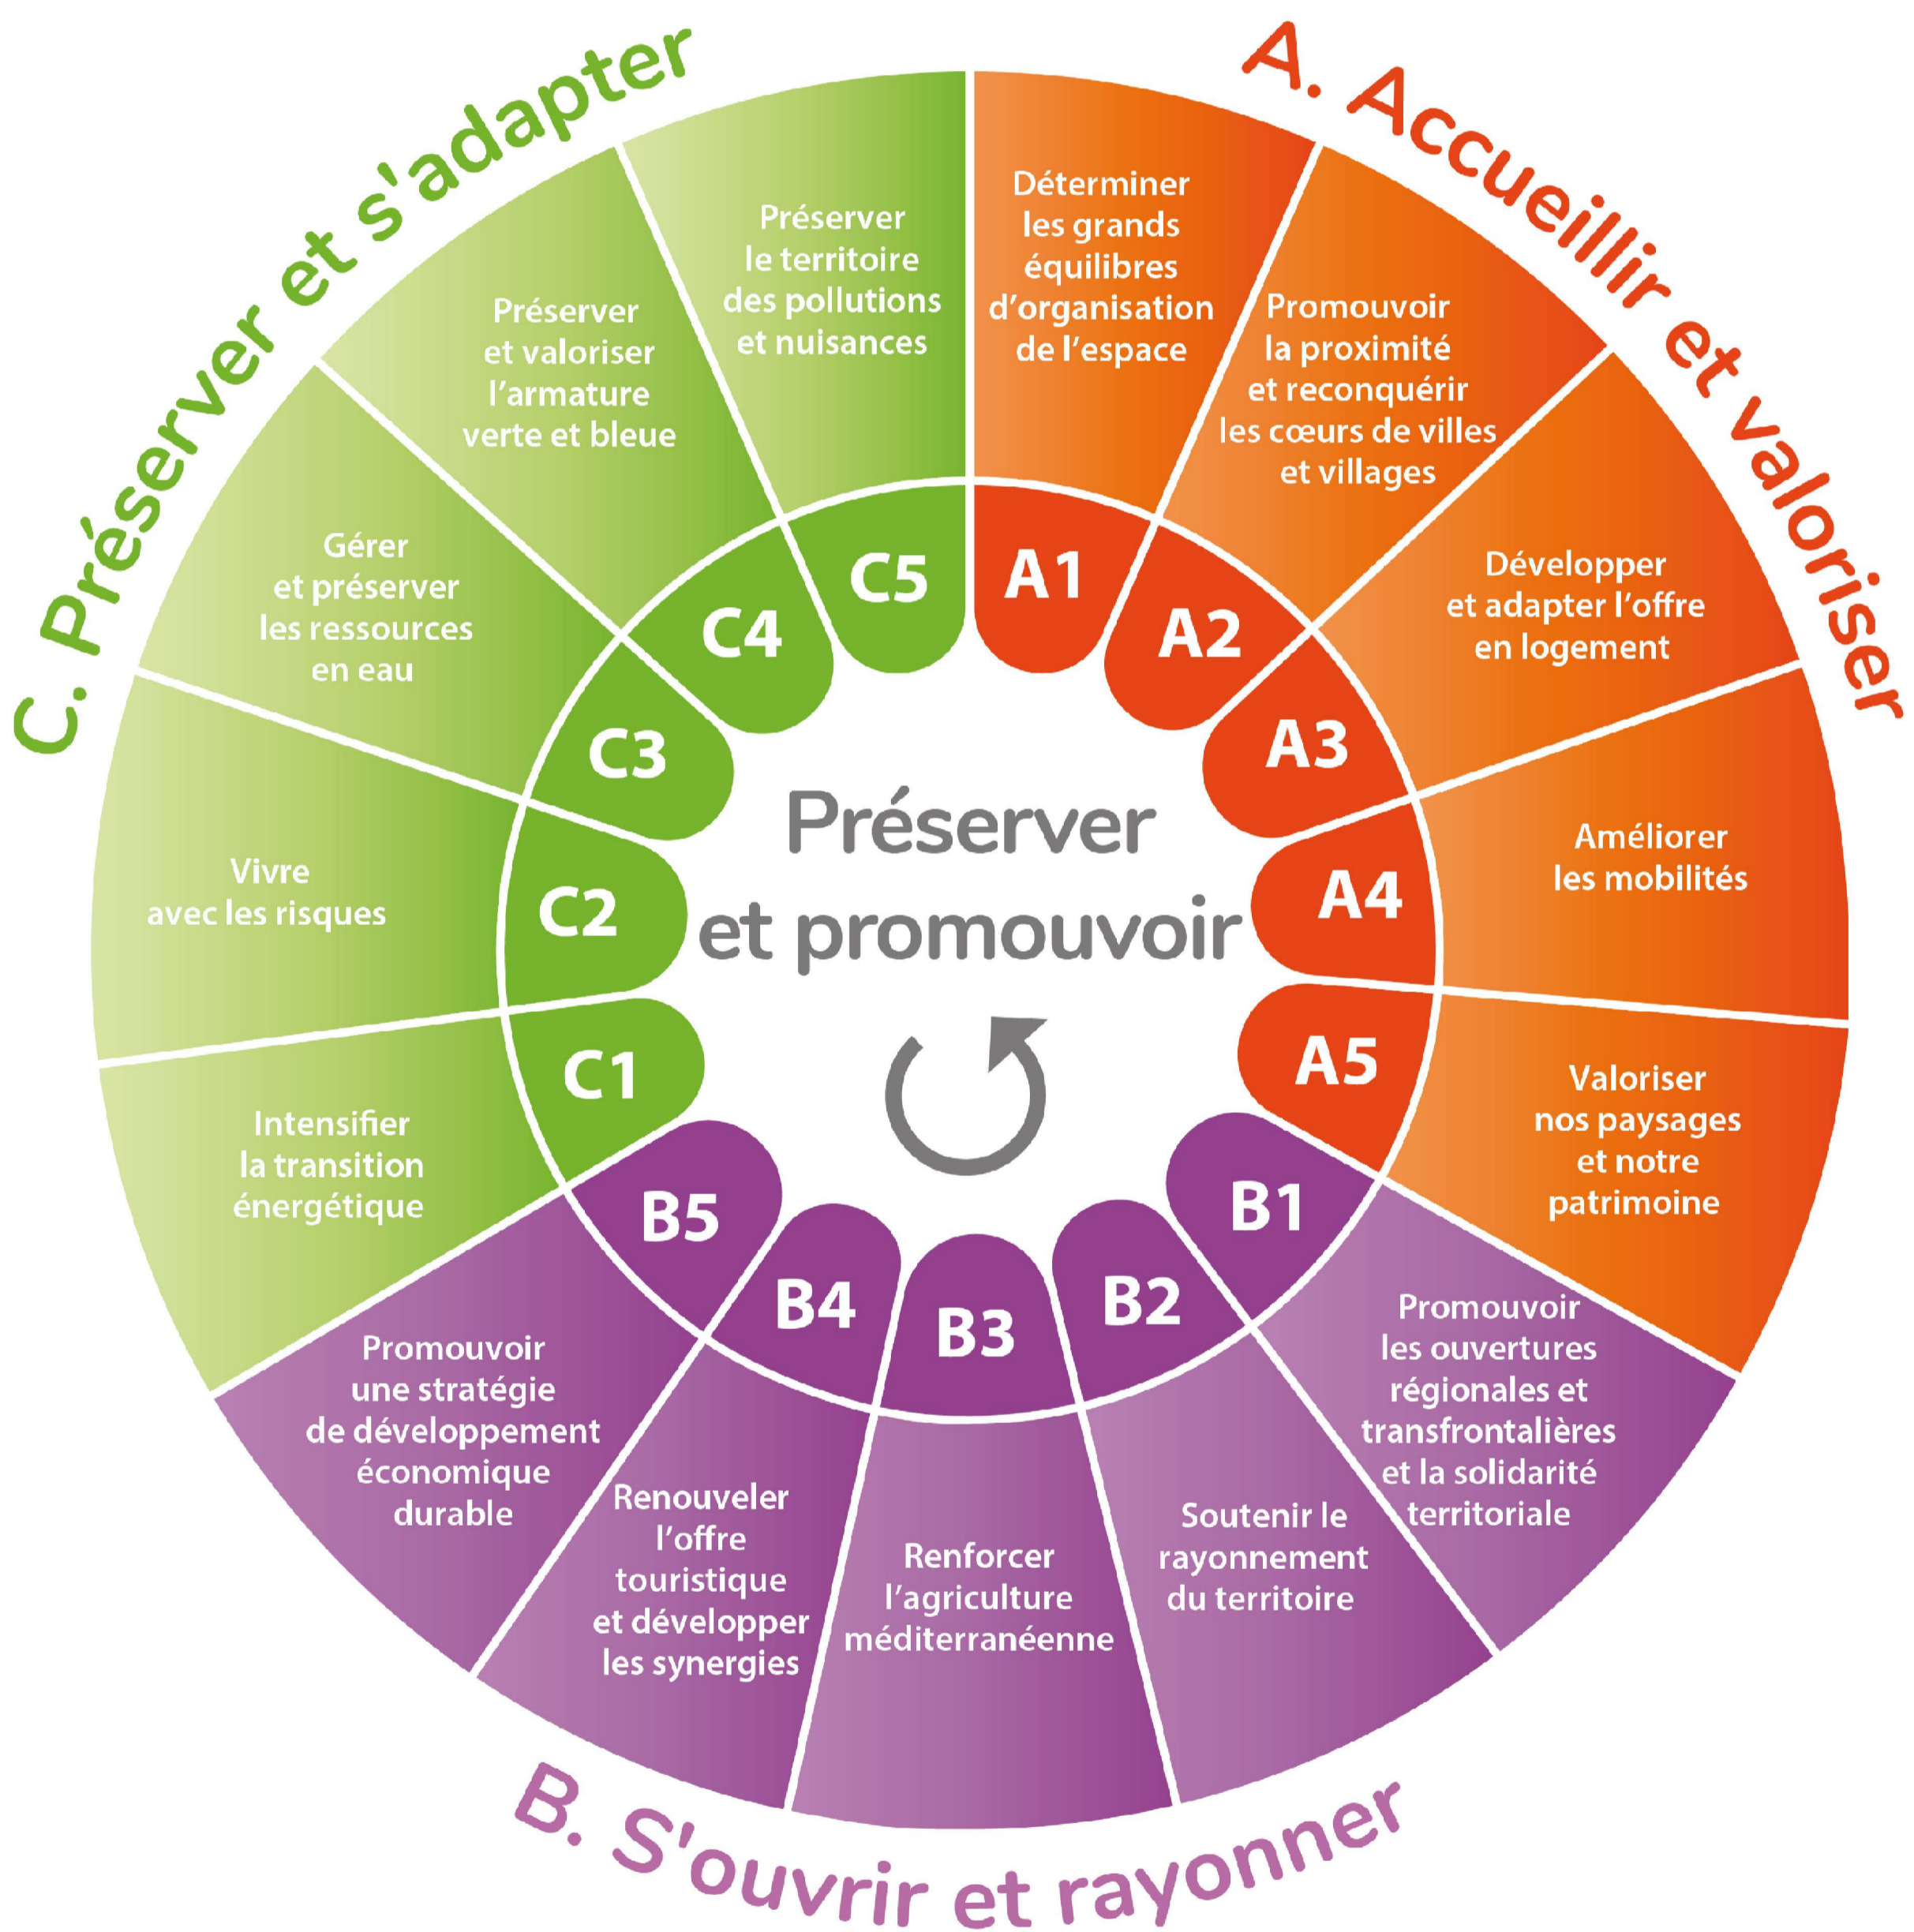 A. Accueillir et valoriser
A1
Déterminer
les grands
équilibres
d'organisation
de l'espace
A2
Promouvoir
la proximité
et reconquérir
les cœurs de villes
et villages
A3
Développer
et adapter l'offre
en logement
A4
Améliorer
les mobilités
A5
Valoriser
nos paysages
et notre
patrimoine
B. S'ouvrir et rayonner
B1
Promouvoir
les ouvertures
régionales et
transfrontalières
et la solidarité
territoriale
B2
Soutenir le
rayonnement
du territoire
B3
Renforcer
l'agriculture
méditerranéenne
B4
Renouveler
l'offre
touristique
et développer
les synergies
B5
Promouvoir
une stratégie
de développement
économique
durable
C. Préserver et s'adapter
C1
Intensifier
la transition
énergétique
C2
Vivre
avec les risques
C3
Gérer
et préserver
les ressources
en eau
C4
Préserver
et valoriser
l'armature
verte et bleue
C5
Préserver
le territoire
des pollutions
et nuisances
Préserver
et promouvoir